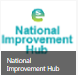 National
Improvement
Hub
National
Improvement Hub